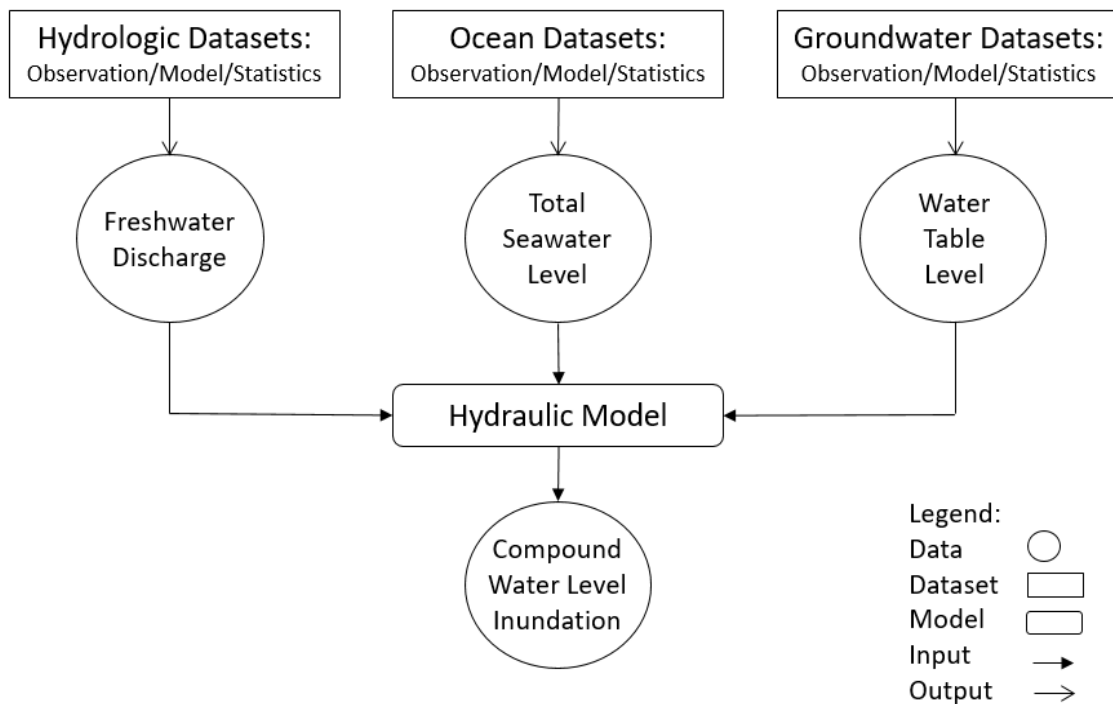 Hydrologic Datasets:
Observation/Model/Statistics
Ocean Datasets:
Observation/Model/Statistics
Groundwater Datasets:
Observation/Model/Statistics
Freshwater
Discharge
Total
Seawater
Level
Water
Table
Level
Hydraulic Model
Compound
Water Level
Inundation
Legend:
Data
Dataset
Model
Input
Output